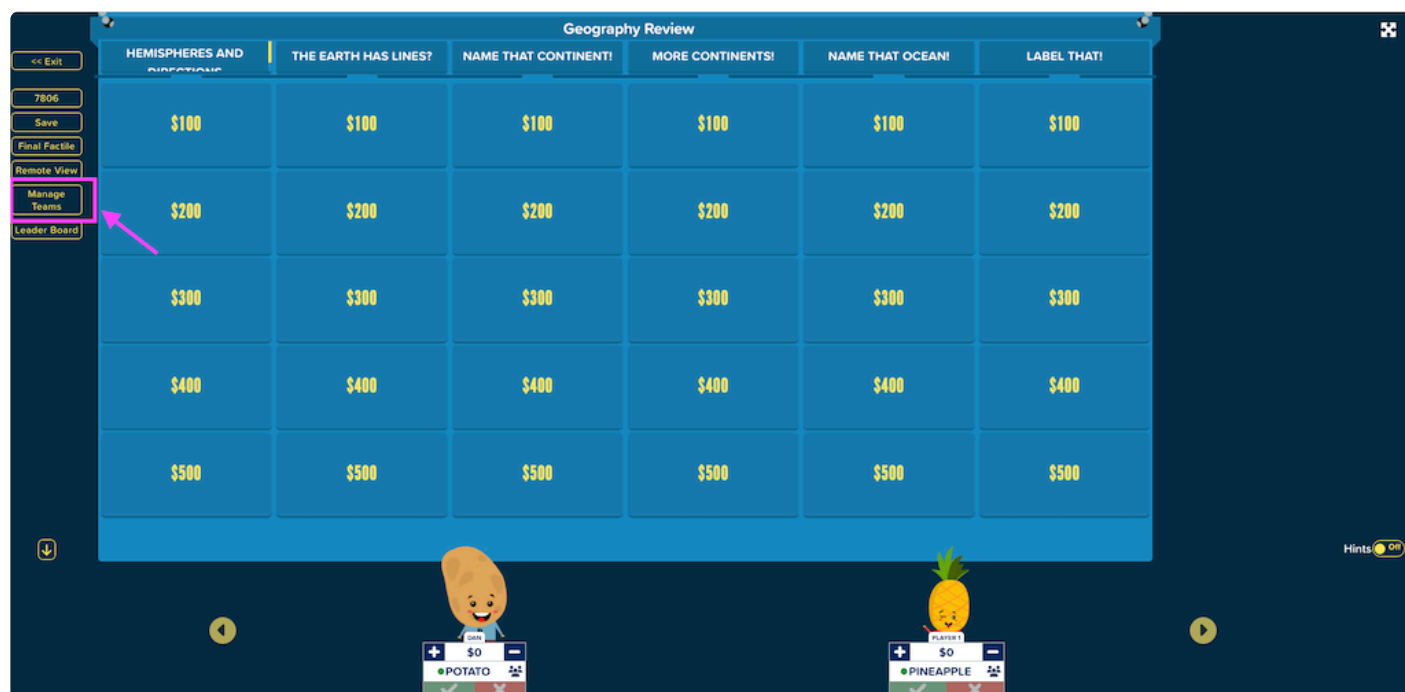 Geography Review
<< Exit
HEMISPHERES AND
DIRECTIONS
THE EARTH HAS LINES?
NAME THAT CONTINENT!
MORE CONTINENTS!
NAME THAT OCEAN!
LABEL THAT!
7806
Save
Final Factile
Remote View
Manage
Teams
Leader Board
$100 $100 $100 $100 $100 $100
$200 $200 $200 $200 $200 $200
$300 $300 $300 $300 $300 $300
$400 $400 $400 $400 $400 $400
$500 $500 $500 $500 $500 $500
Hints Off
DAN
$0
POTATO
PLAYER 1
$0
PINEAPPLE